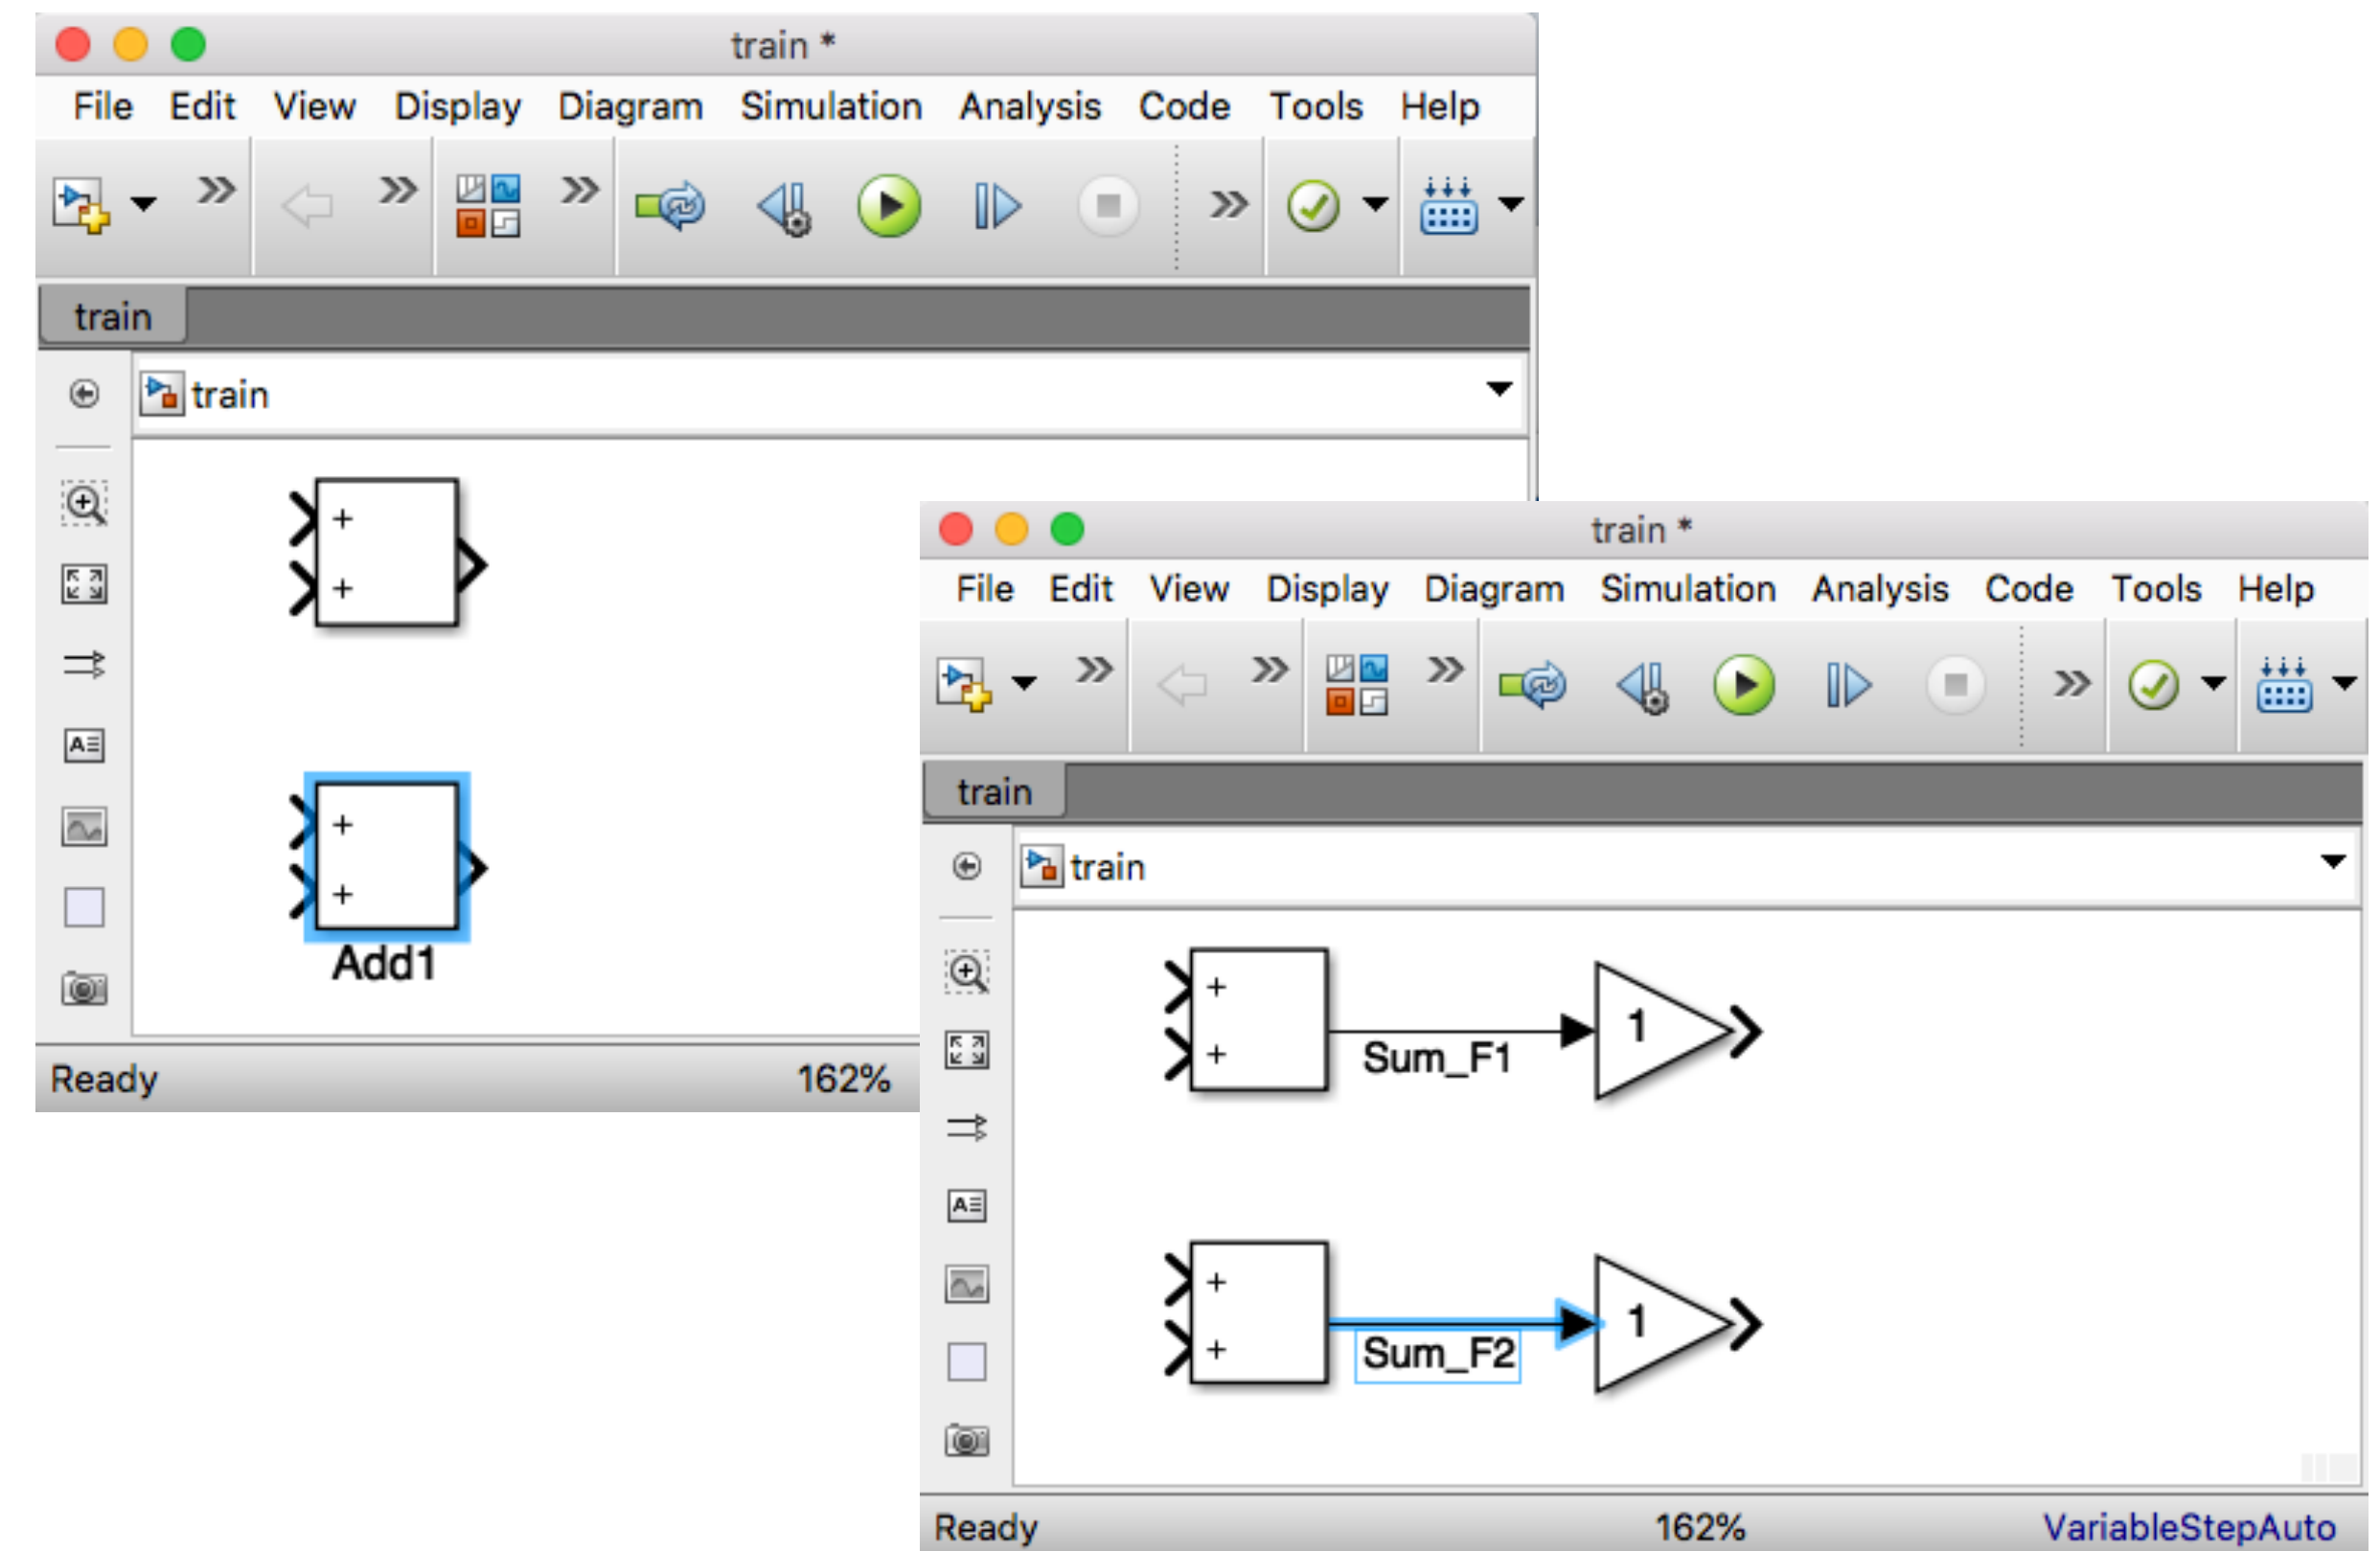 train *
File Edit View Display Diagram Simulation Analysis Code Tools Help
train
train
+
+
+
+
Add1
Ready 162%
train *
File Edit View Display Diagram Simulation Analysis Code Tools Help
train
train
+
+
Sum_F1
1
+
+
Sum_F2
1
Ready 162% VariableStepAuto